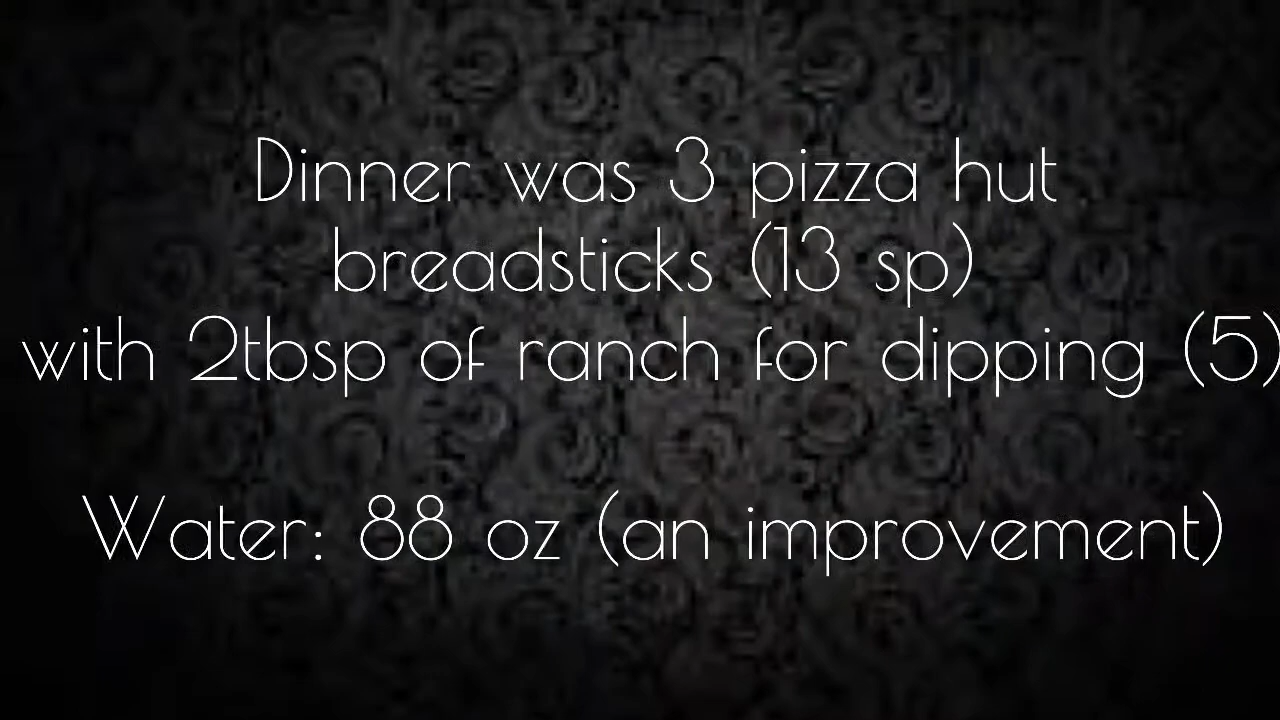 Dinner was 3 pizza hut
breadsticks (13 sp)
with 2tbsp of ranch for dipping (5)
Water: 88 oz (an improvement)